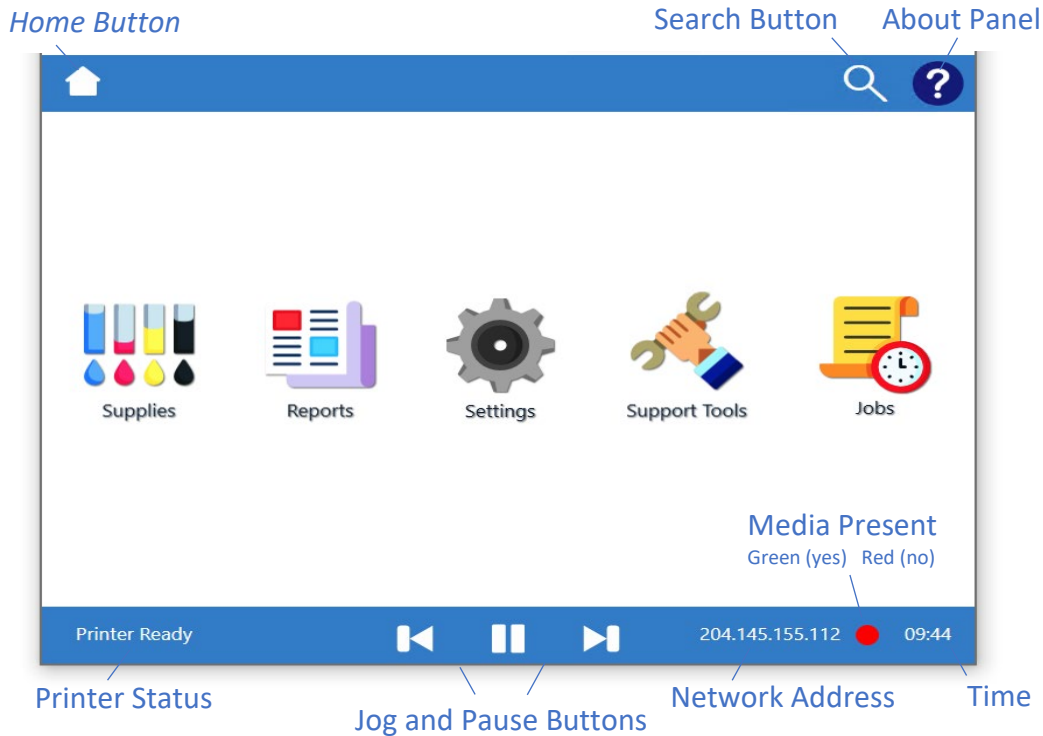 Home Button
Search Button
About Panel
?
Supplies
Reports
Settings
Support Tools
Jobs
Media Present
Green (yes) Red (no)
Printer Ready
204.145.155.112
09:44
Printer Status
Jog and Pause Buttons
Network Address
Time